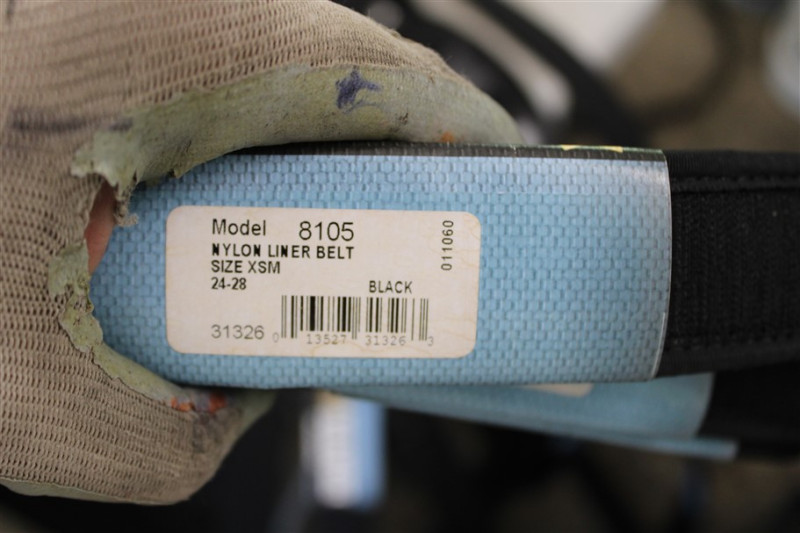 Model 8105
NYLON LINER BELT
SIZE XSM
24-28 BLACK
011060
31326
0 13527 31326 3